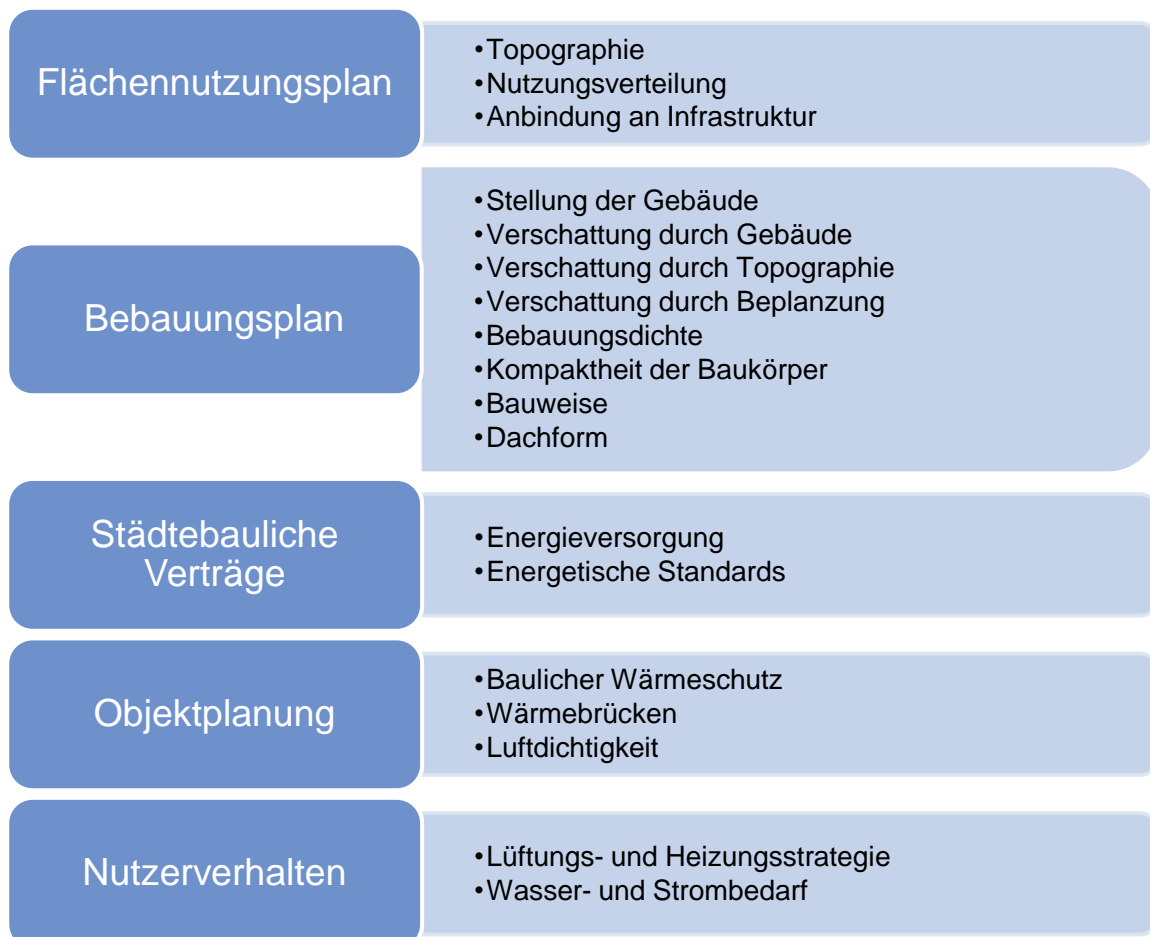 Flächennutzungsplan
•Topographie
•Nutzungsverteilung
•Anbindung an Infrastruktur
Bebauungsplan
•Stellung der Gebäude
•Verschattung durch Gebäude
•Verschattung durch Topographie
•Verschattung durch Beplanzung
•Bebauungsdichte
•Kompaktheit der Baukörper
•Bauweise
•Dachform
Städtebauliche
Verträge
•Energieversorgung
•Energetische Standards
Objektplanung
•Baulicher Wärmeschutz
•Wärmebrücken
•Luftdichtigkeit
Nutzerverhalten
•Lüftungs- und Heizungsstrategie
•Wasser- und Strombedarf